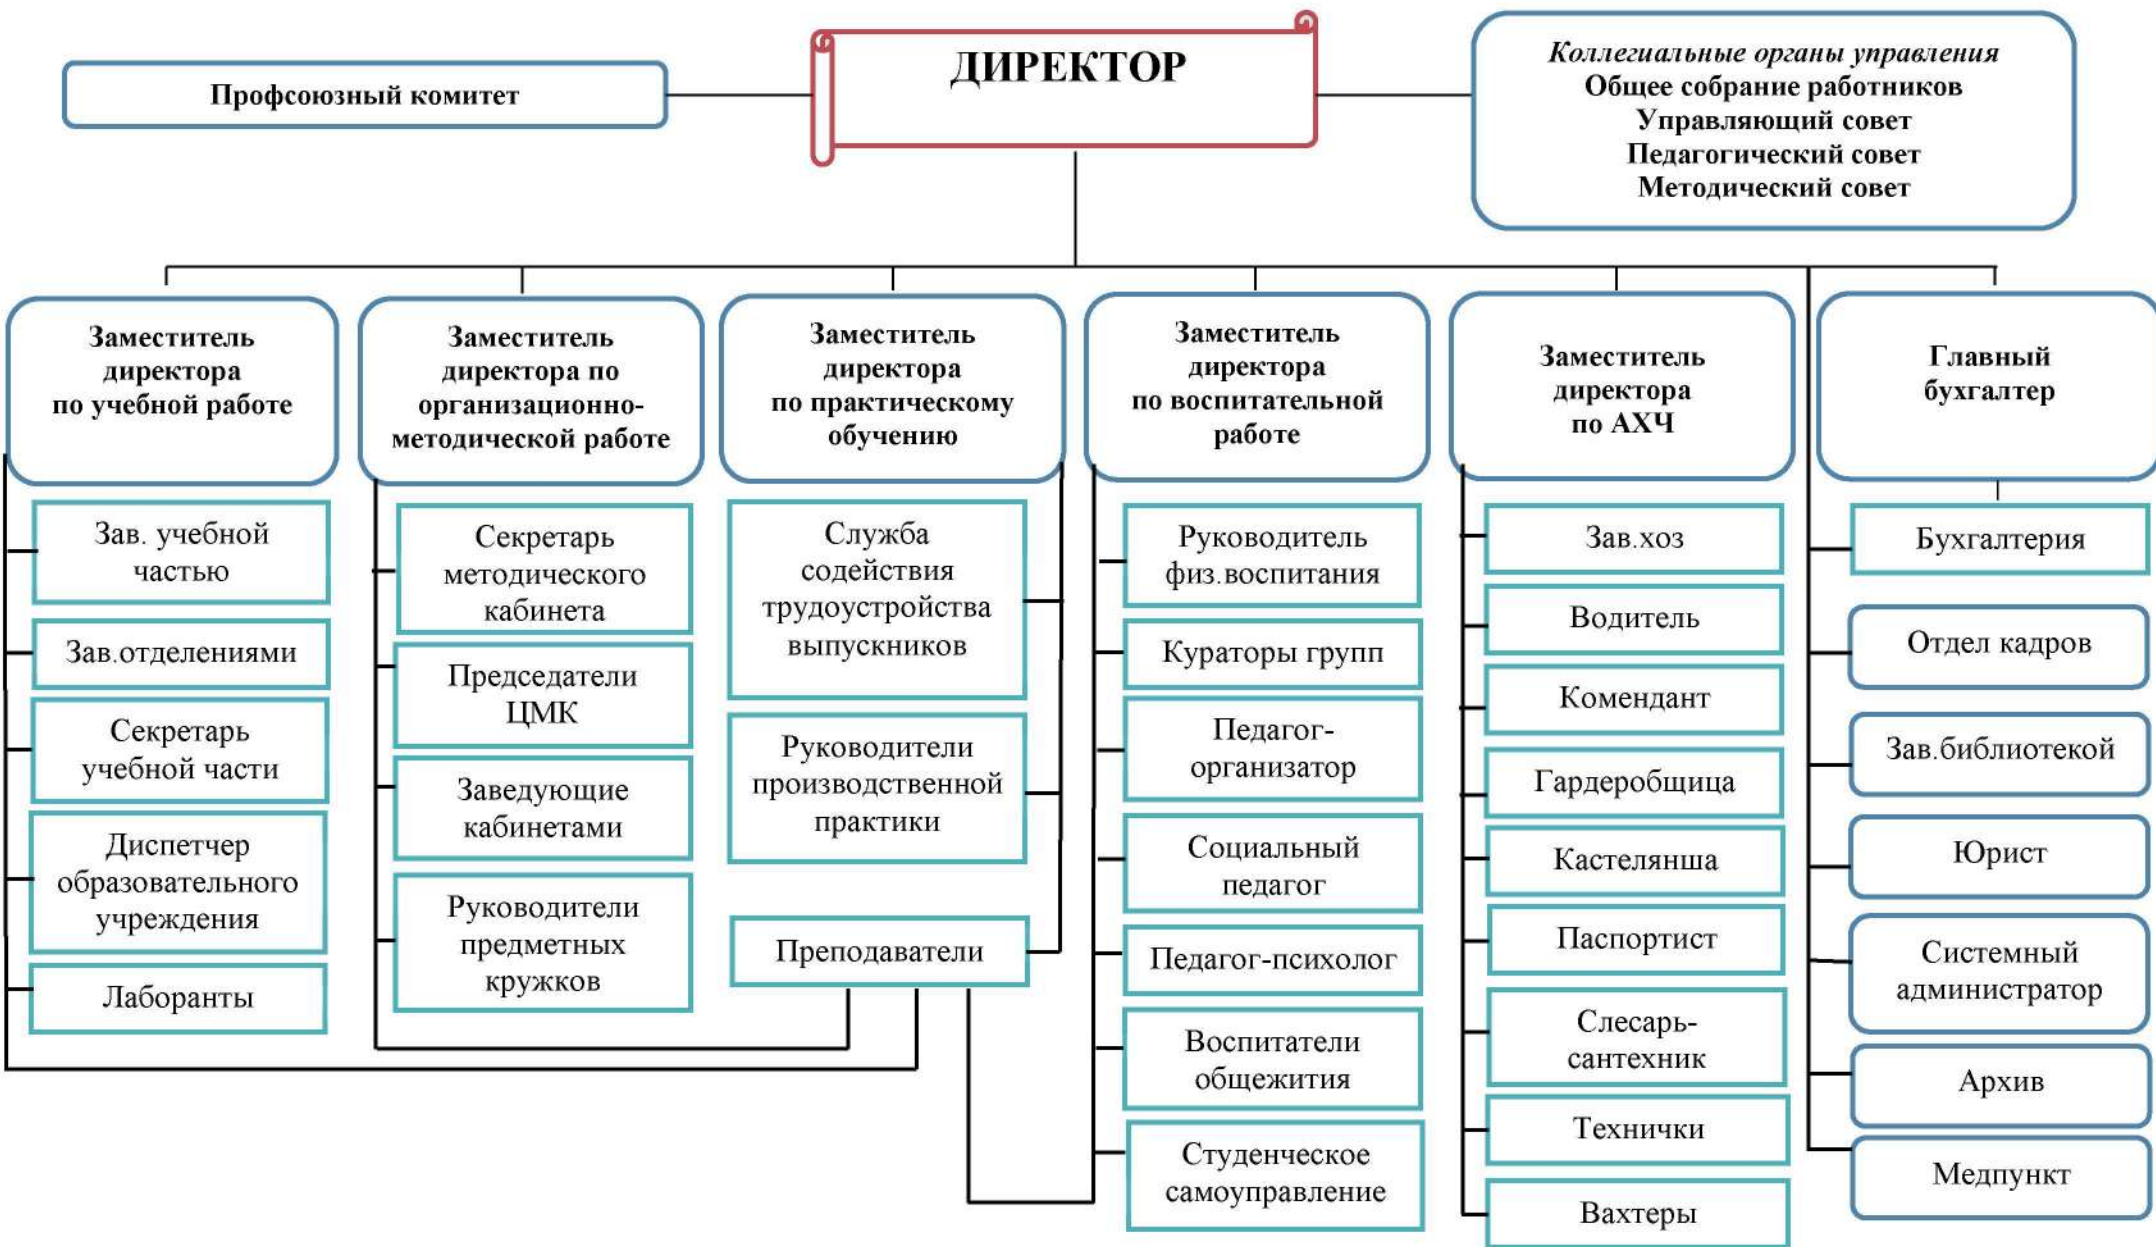 Профсоюзный комитет
ДИРЕКТОР
Коллегиальные органы управления
Общее собрание работников
Управляющий совет
Педагогический совет
Методический совет
Заместитель
директора
по учебной работе
Зав. учебной
частью
Зав.отделениями
Секретарь
учебной части
Диспетчер
образовательного
учреждения
Лаборанты
Заместитель
директора по
организационно-
методической работе
Секретарь
методического
кабинета
Председатели
ЦМК
Заведующие
кабинетами
Руководители
предметных
кружков
Заместитель
директора
по практическому
обучению
Служба
содействия
трудоустройства
выпускников
Руководители
производственной
практики
Преподаватели
Заместитель
директора
по воспитательной
работе
Руководитель
физ.воспитания
Кураторы групп
Педагог-
организатор
Социальный
педагог
Педагог-психолог
Воспитатели
общежития
Студенческое
самоуправление
Заместитель
директора
по АХЧ
Зав.хоз
Водитель
Комендант
Гардеробщица
Кастелянша
Паспортист
Слесарь-
сантехник
Технички
Вахтеры
Главный
бухгалтер
Бухгалтерия
Отдел кадров
Зав.библиотекой
Юрист
Системный
администратор
Архив
Медпункт